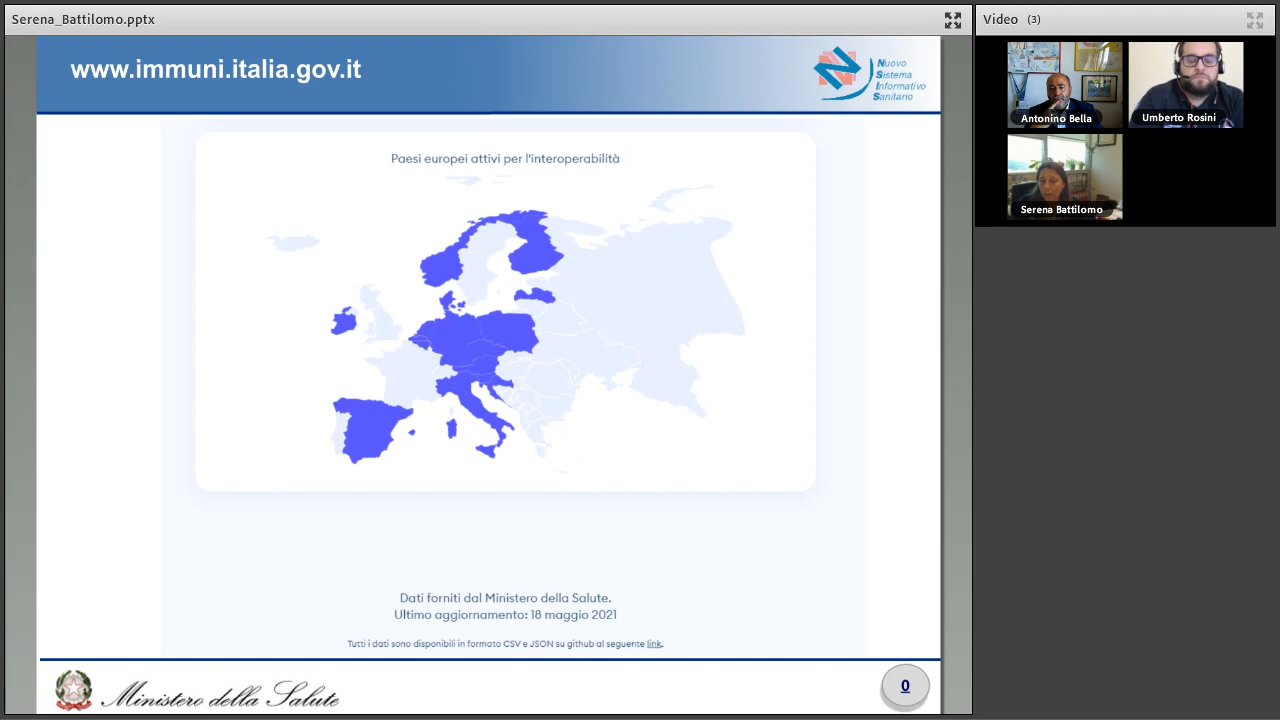 Serena_Battilomo.pptx
Video (3)
www.immuni.italia.gov.it
Nuovo
Sistema
Informativo
Sanitario
Antonino Bella
Umberto Rosini
Serena Battilomo
Paesi europei attivi per l'interoperabilità
Dati forniti dal Ministero della Salute.
Ultimo aggiornamento: 18 maggio 2021
Tutti i dati sono disponibili in formato CSV e JSON su github al seguente link.
Ministero della Salute
0